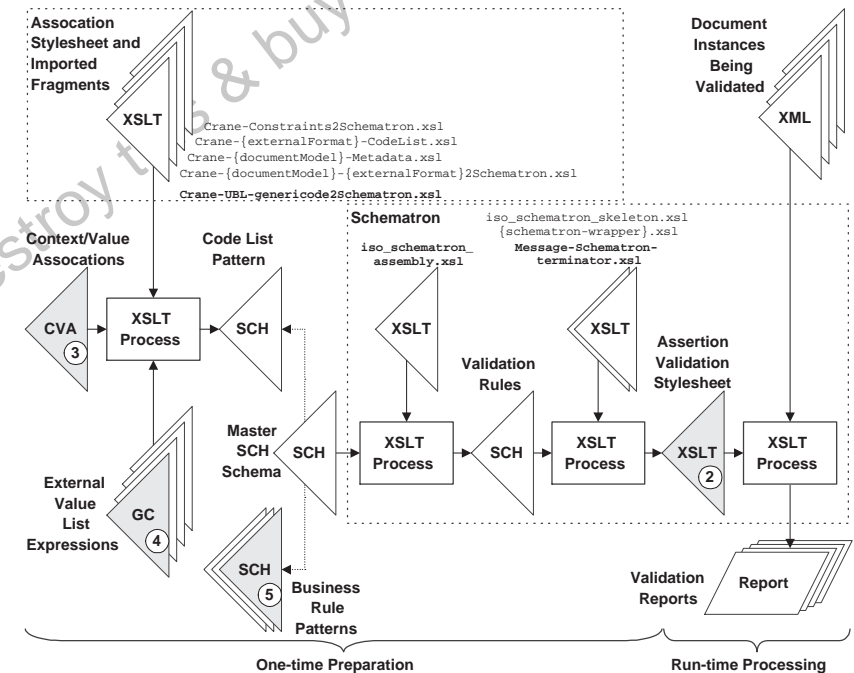 Assocation
Stylesheet and
Imported
Fragments
XSLT
Crane-Constraints2Schematron.xsl
Crane-{externalFormat}-CodeList.xsl
Crane-{documentModel}-Metadata.xsl
Crane-{documentModel}-{externalFormat}2Schematron.xsl
Crane-UBL-genericode2Schematron.xsl
Document
Instances
Being
Validated
XML
stroy t
s & buy
Context/Value
Assocations
CVA
3
XSLT
Process
Code List
Pattern
SCH
Schematron
iso_schematron_
assembly.xsl
XSLT
iso_schematron_skeleton.xsl
{schematron-wrapper}.xsl
Message-Schematron-
terminator.xsl
XSLT
Master
SCH
Schema
SCH
XSLT
Process
Validation
Rules
SCH
XSLT
Process
Assertion
Validation
Stylesheet
XSLT
2
XSLT
Process
External
Value
List
Expressions
GC
4
SCH
5
Business
Rule
Patterns
Validation
Reports
Report
One-time Preparation
Run-time Processing